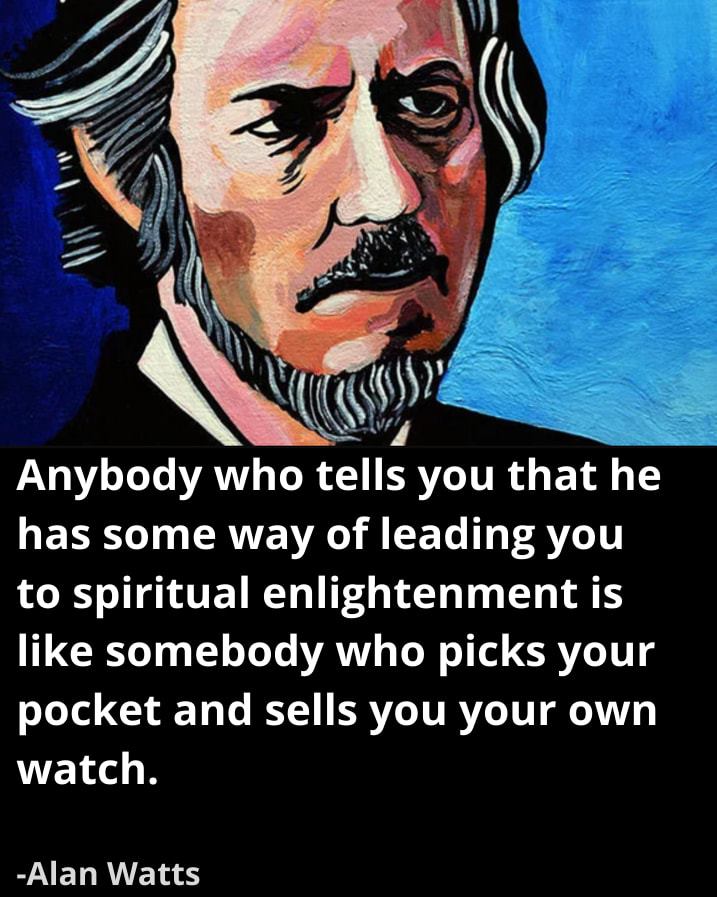 Anybody who tells you that he
has some way of leading you
to spiritual enlightenment is
like somebody who picks your
pocket and sells you your own
watch.
-Alan Watts